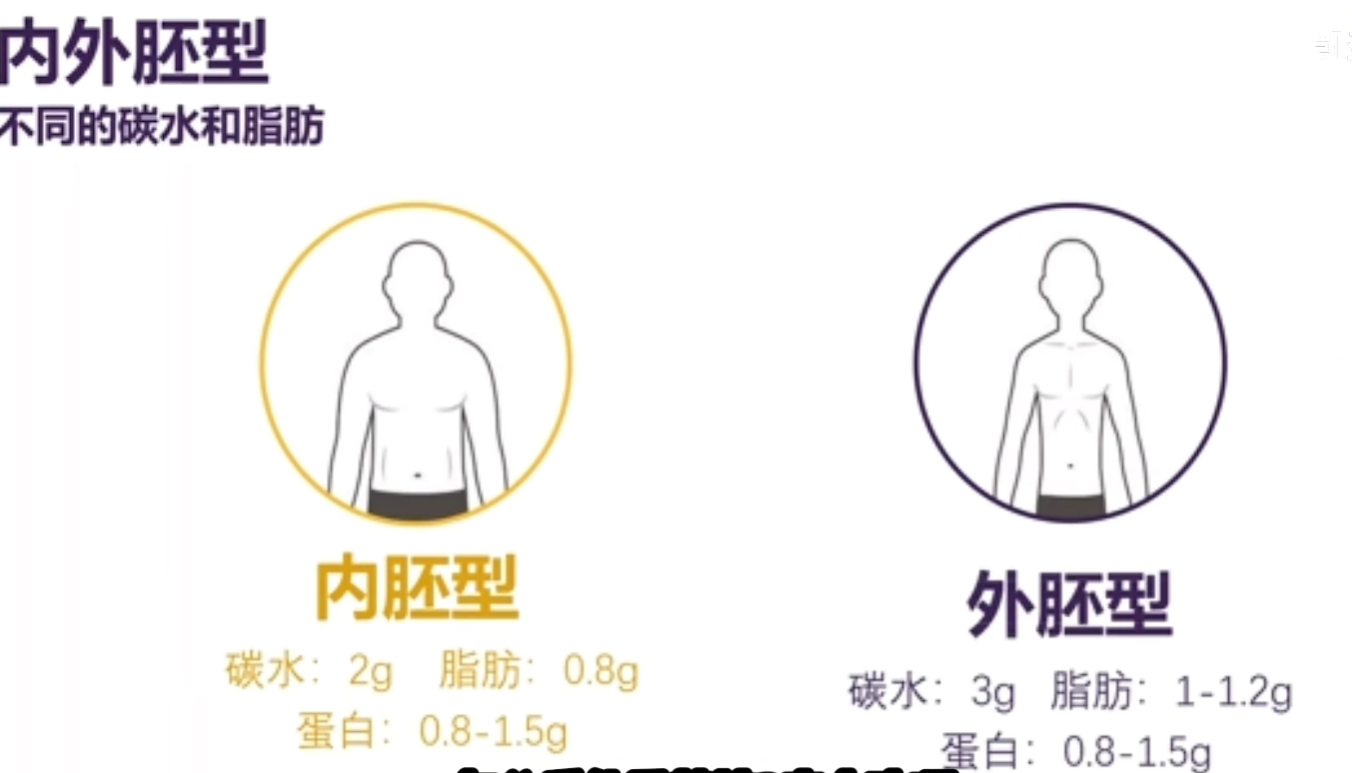 内外胚型
不同的碳水和脂肪
内胚型
碳水：2g 脂肪：0.8g
蛋白：0.8-1.5g
外胚型
碳水：3g 脂肪：1-1.2g
蛋白：0.8-1.5g